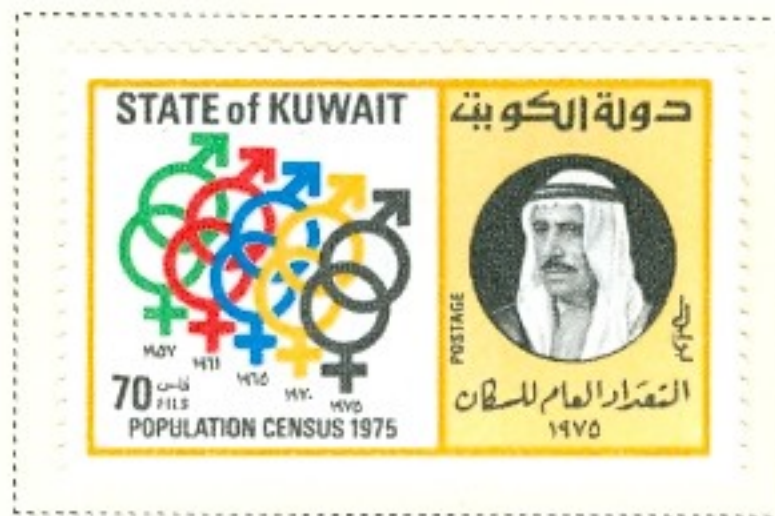 STATE of KUWAIT
دولة الكويت
١٩٥٧
١٩٦١
١٩٦٥
١٩٧٠
١٩٧٥
70 فلس
FILS
POPULATION CENSUS 1975
POSTAGE
التعداد العام للسكان
١٩٧٥